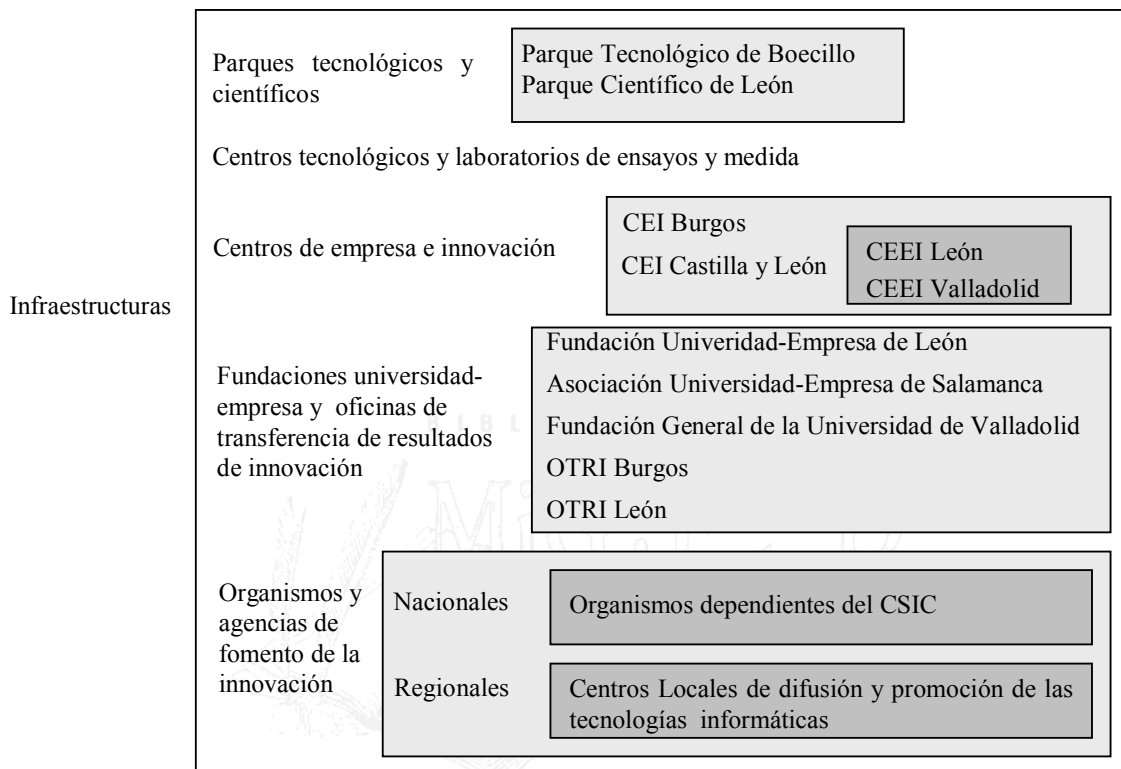 Infraestructuras
Parques tecnológicos y
científicos
Parque Tecnológico de Boecillo
Parque Científico de León
Centros tecnológicos y laboratorios de ensayos y medida
Centros de empresa e innovación
CEI Burgos
CEI Castilla y León
CEEI León
CEEI Valladolid
Fundaciones universidad-
empresa y oficinas de
transferencia de resultados
de innovación
Fundación Univeridad-Empresa de León
Asociación Universidad-Empresa de Salamanca
Fundación General de la Universidad de Valladolid
OTRI Burgos
OTRI León
Organismos y
agencias de
fomento de la
innovación
Nacionales
Organismos dependientes del CSIC
Regionales
Centros Locales de difusión y promoción de las
tecnologías informáticas